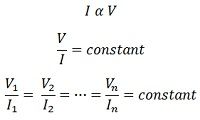 I α V
V/I = constant
V₁/I₁ = V₂/I₂ = ⋯ = Vₙ/Iₙ = constant